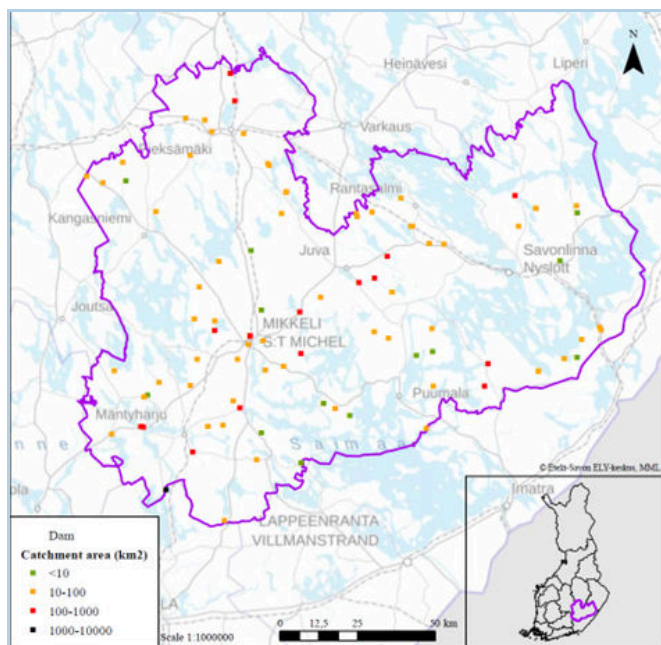 N
Heinävesi
Liperi
Varkaus
Pieksämäki
Rantasalmi
Kangasniemi
Savonlinna
Nyslott
Juva
Joutsa
MIKKELI
S:T MICHEL
Puumala
Mäntyharju
S a i m a a
© Etelä-Savon ELY-keskus, MML
Imatra
LAPPEENRANTA
VILLMANSTRAND
Dam
Catchment area (km2)
<10
10-100
100-1000
1000-10000
Scale 1:1000000
0 12,5 25 50 km